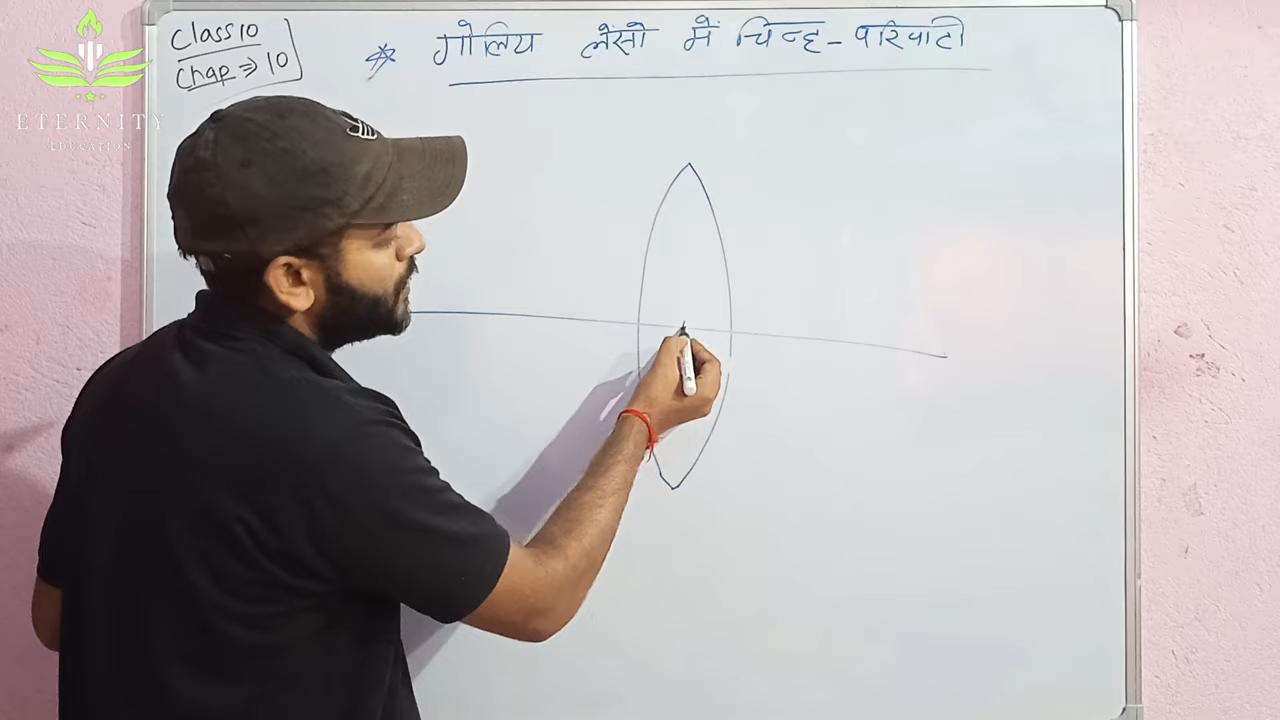 ETERNITY
EDUCATION
Class 10
Chap ⇒ 10
* गोलिय लेंसो में चिन्ह - परिपाटी